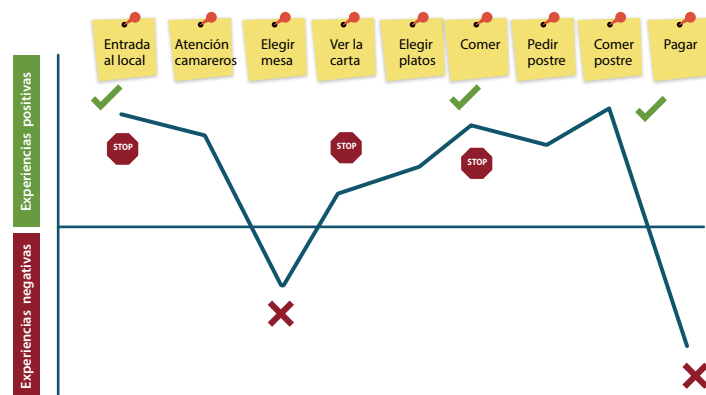 Entrada
al local
Atención
camareros
Elegir
mesa
Ver la
carta
Elegir
platos
Comer
Pedir
postre
Comer
postre
Pagar
Experiencias positivas
STOP
STOP
STOP
Experiencias negativas